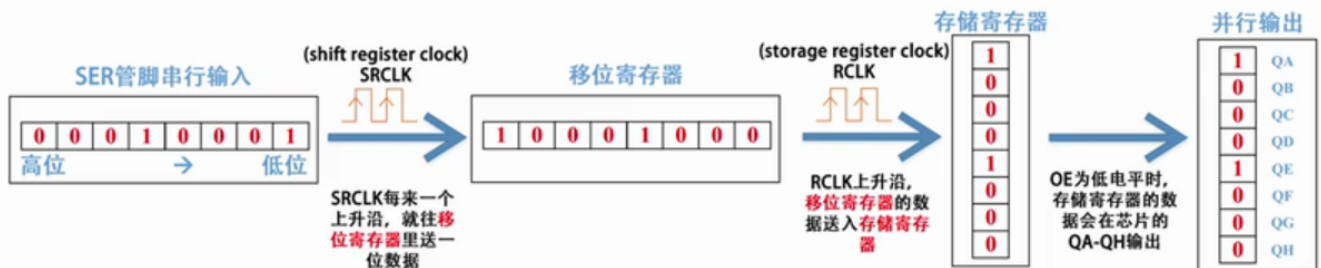 SER管脚串行输入
0 0 0 1 0 0 0 1
高位 → 低位
(shift register clock)
SRCLK
SRCLK每来一个
上升沿，就往移
位寄存器里送一
位数据
移位寄存器
1 0 0 0 1 0 0 0
(storage register clock)
RCLK
RCLK上升沿，
移位寄存器的数
据送入存储寄存
器
存储寄存器
1
0
0
0
1
0
0
0
OE为低电平时，
存储寄存器的数
据会在芯片的
QA-QH输出
并行输出
1 QA
0 QB
0 QC
0 QD
1 QE
0 QF
0 QG
0 QH